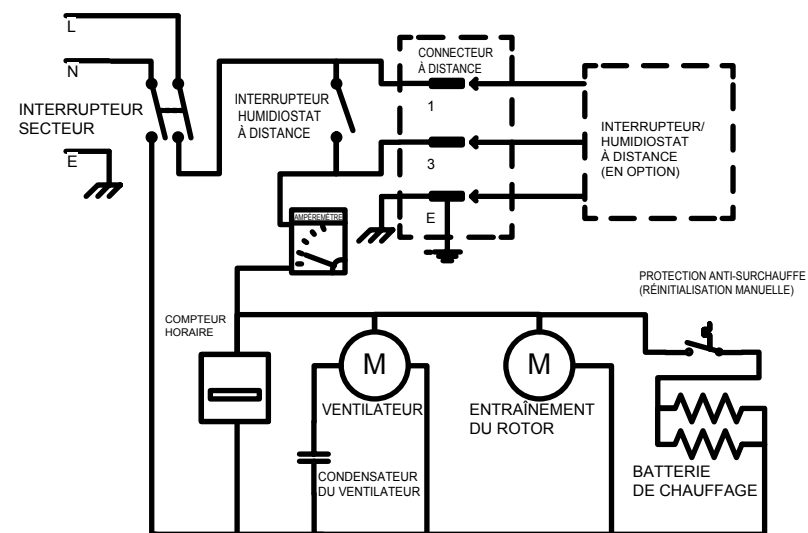 L
N
INTERRUPTEUR
SECTEUR
E
INTERRUPTEUR
HUMIDIOSTAT
À DISTANCE
CONNECTEUR
À DISTANCE
1
3
E
INTERRUPTEUR/
HUMIDIOSTAT
À DISTANCE
(EN OPTION)
AMPÉREMÈTRE
PROTECTION ANTI-SURCHAUFFE
(RÉINITIALISATION MANUELLE)
COMPTEUR
HORAIRE
M
VENTILATEUR
M
ENTRAÎNEMENT
DU ROTOR
CONDENSATEUR
DU VENTILATEUR
BATTERIE
DE CHAUFFAGE